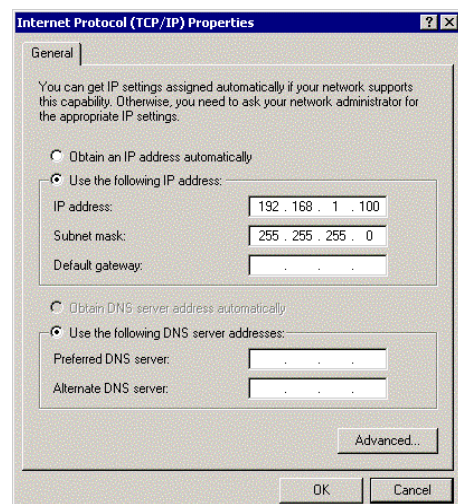 Internet Protocol (TCP/IP) Properties
General
You can get IP settings assigned automatically if your network supports
this capability. Otherwise, you need to ask your network administrator for
the appropriate IP settings.
Obtain an IP address automatically
Use the following IP address:
IP address: 192 . 168 . 1 . 100
Subnet mask: 255 . 255 . 255 . 0
Default gateway: . . .
Obtain DNS server address automatically
Use the following DNS server addresses:
Preferred DNS server: . . .
Alternate DNS server: . . .
Advanced...
OK Cancel